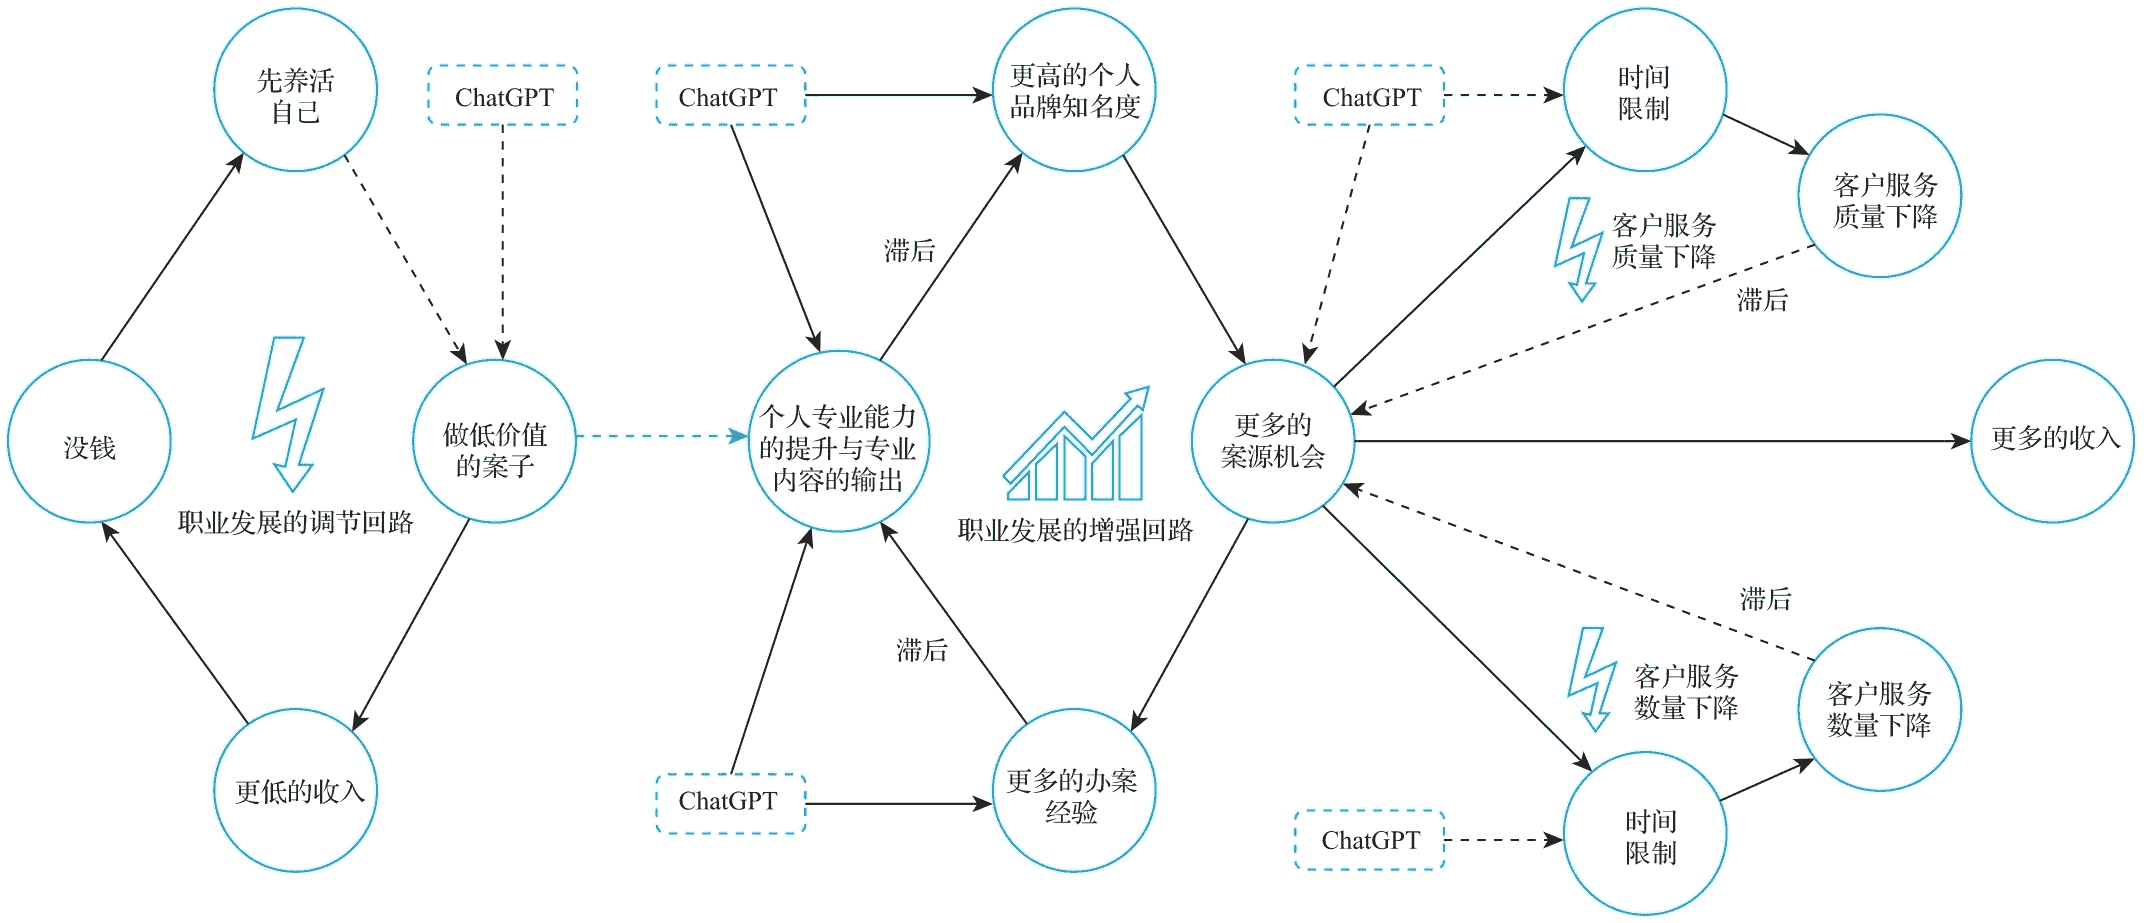 先养活
自己
ChatGPT
ChatGPT
更高的个人
品牌知名度
ChatGPT
时间
限制
客户服务
质量下降
客户服务
质量下降
滞后
滞后
没钱
做低价值
的案子
个人专业能力
的提升与专业
内容的输出
更多的
案源机会
更多的收入
职业发展的调节回路
职业发展的增强回路
滞后
滞后
客户服务
数量下降
客户服务
数量下降
更低的收入
ChatGPT
更多的办案
经验
ChatGPT
时间
限制